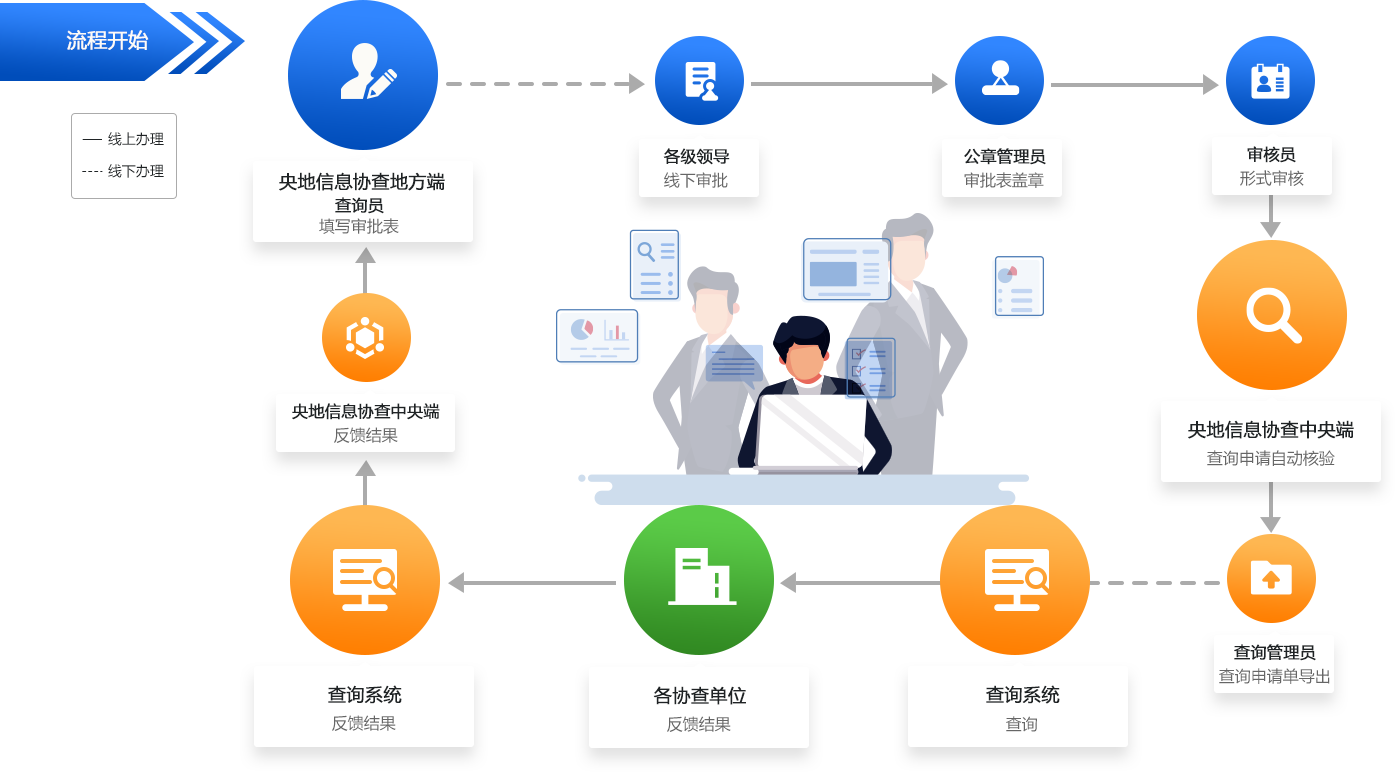 流程开始
线上办理
线下办理
央地信息协查地方端
查询员
填写审批表
各级领导
线下审批
公章管理员
审批表盖章
审核员
形式审核
央地信息协查中央端
查询申请自动核验
查询管理员
查询申请单导出
查询系统
查询
各协查单位
反馈结果
查询系统
反馈结果
央地信息协查中央端
反馈结果